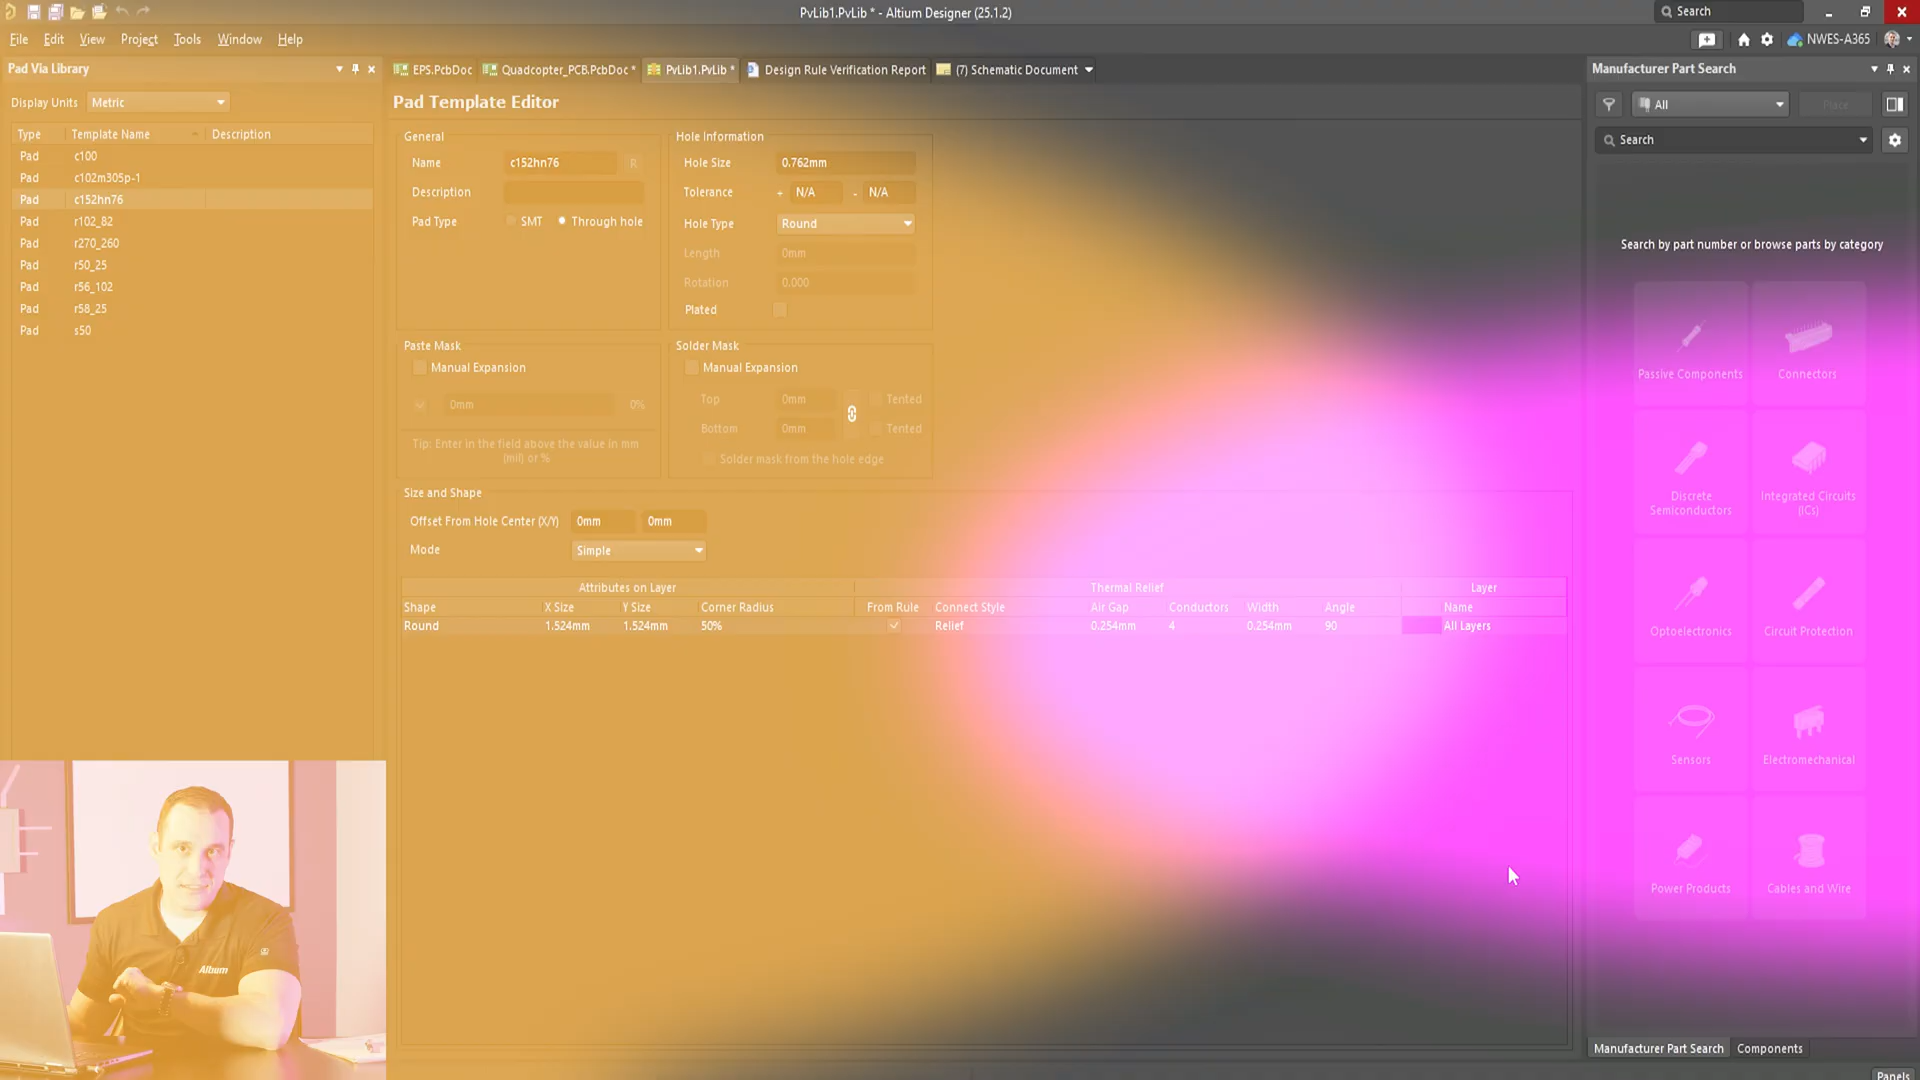 PvLib1.PvLib * - Altium Designer (25.1.2)
Search
File Edit View Project Tools Window Help
NWES-A365
Pad Via Library
Display Units Metric
Type Template Name Description
Pad c100
Pad c102m305p-1
Pad c152hn76
Pad r102_82
Pad r270_260
Pad r50_25
Pad r56_102
Pad r58_25
Pad s50
EPS.PcbDoc Quadcopter_PCB.PcbDoc * PvLib1.PvLib * Design Rule Verification Report (7) Schematic Document
Pad Template Editor
General
Name c152hn76 R
Description
Pad Type SMT Through hole
Hole Information
Hole Size 0.762mm
Tolerance + N/A - N/A
Hole Type Round
Length 0mm
Rotation 0.000
Plated
Paste Mask
Manual Expansion
0mm 0%
Tip: Enter in the field above the value in mm
(mil) or %
Solder Mask
Manual Expansion
Top 0mm Tented
Bottom 0mm Tented
Solder mask from the hole edge
Size and Shape
Offset From Hole Center (X/Y) 0mm 0mm
Mode Simple
Attributes on Layer Thermal Relief Layer
Shape X Size Y Size Corner Radius From Rule Connect Style Air Gap Conductors Width Angle Name
Round 1.524mm 1.524mm 50% Relief 0.254mm 4 0.254mm 90 All Layers
Manufacturer Part Search
All Place
Search
Search by part number or browse parts by category
Passive Components
Connectors
Discrete
Semiconductors
Integrated Circuits
(ICs)
Optoelectronics
Circuit Protection
Sensors
Electromechanical
Power Products
Cables and Wire
Manufacturer Part Search Components
Panels
Altium